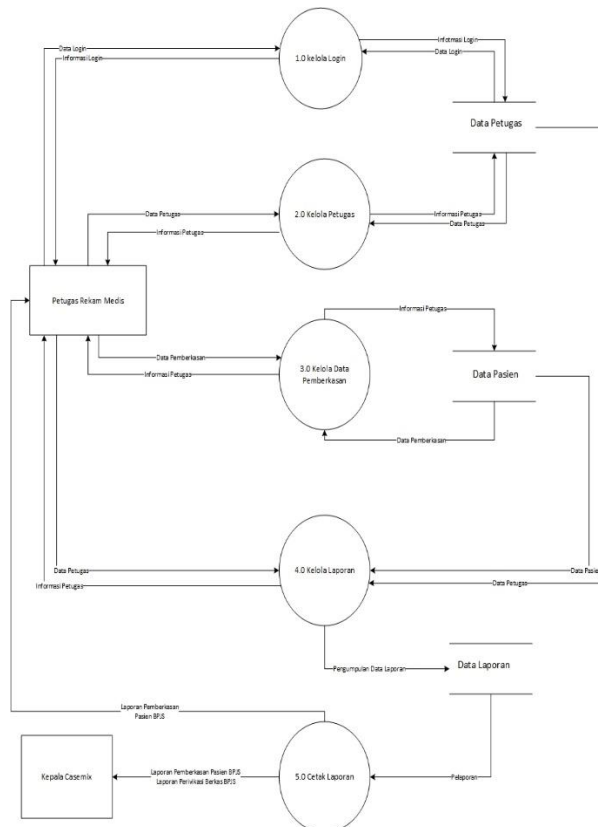 Data Login
Informasi Login
1.0 kelola Login
Infotmasi Login
Data Login
Data Petugas
Data Petugas
Informasi Petugas
2.0 Kelola Petugas
Informasi Petugas
Data Petugas
Petugas Rekam Medis
Data Pemberkasan
Informasi Petugas
3.0 Kelola Data
Pemberkasan
Informasi Petugas
Data Pasien
Data Pemberkasan
Data Petugas
Informasi Petugas
4.0 Kelola Laporan
Data Pasien
Data Petugas
Pengumpulan Data Laporan
Data Laporan
Laporan Pemberkasan
Pasien BPJS
Kepala Casemix
Laporan Pemberkasan Pasien BPJS
Laporan Perivikasi Berkas BPJS
5.0 Cetak Laporan
Pelaporan